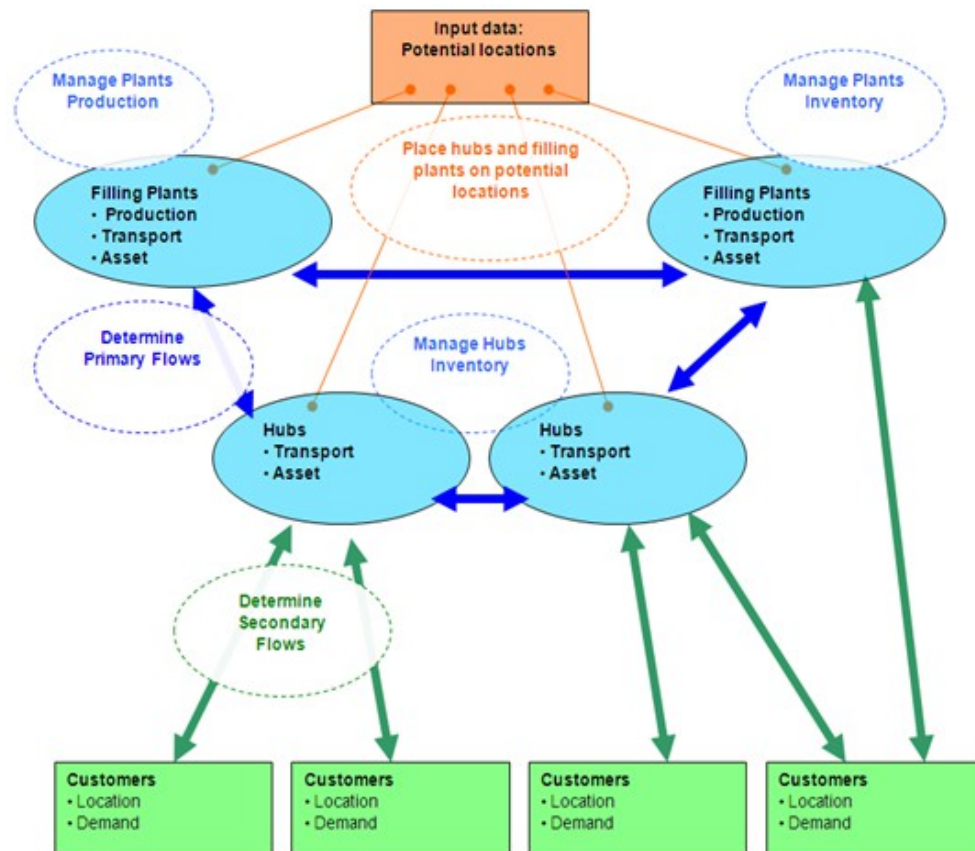 Input data:
Potential locations
Manage Plants
Production
Manage Plants
Inventory
Place hubs and filling
plants on potential
locations
Filling Plants
• Production
• Transport
• Asset
Filling Plants
• Production
• Transport
• Asset
Determine
Primary Flows
Manage Hubs
Inventory
Hubs
• Transport
• Asset
Hubs
• Transport
• Asset
Determine
Secondary
Flows
Customers
• Location
• Demand
Customers
• Location
• Demand
Customers
• Location
• Demand
Customers
• Location
• Demand